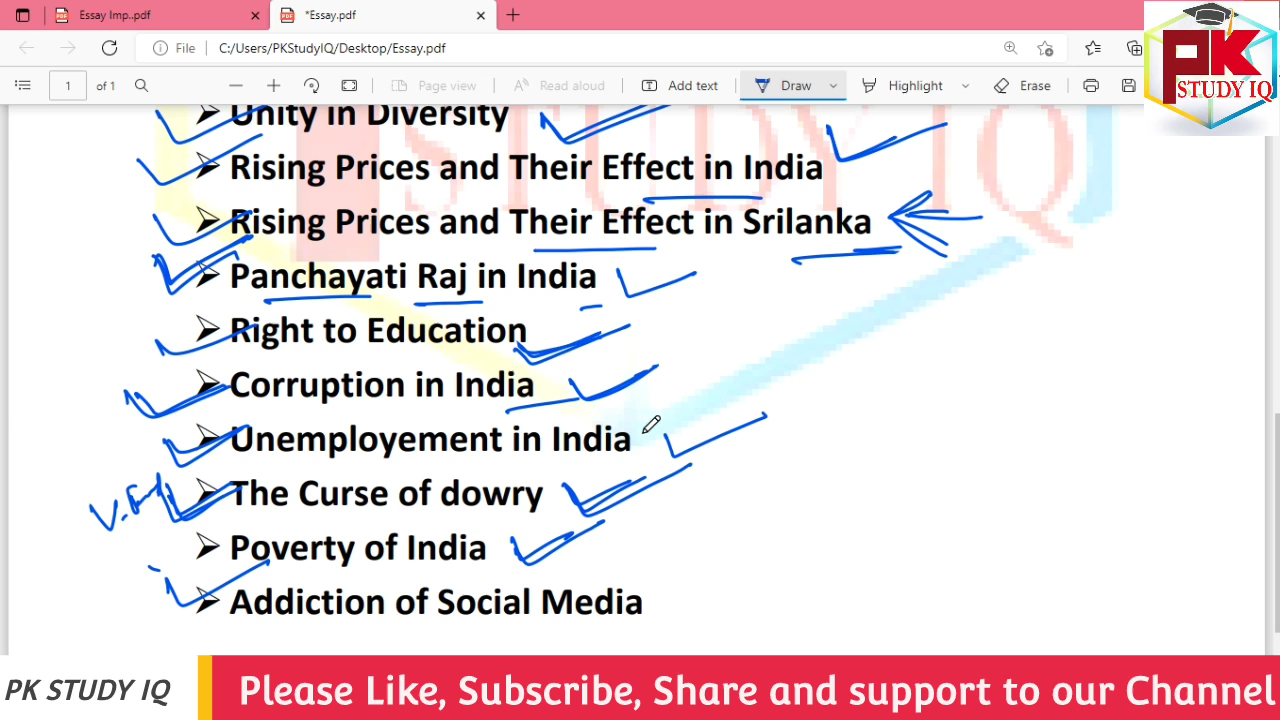 Essay Imp..pdf
*Essay.pdf
File C:/Users/PKStudyIQ/Desktop/Essay.pdf
1 of 1 Page view Read aloud Add text Draw Highlight Erase
PK
STUDY IQ
STUDY IQ
Unity in Diversity
Rising Prices and Their Effect in India
Rising Prices and Their Effect in Srilanka
Panchayati Raj in India
Right to Education
Corruption in India
Unemployement in India
The Curse of dowry
Poverty of India
Addiction of Social Media
PK STUDY IQ
Please Like, Subscribe, Share and support to our Channel